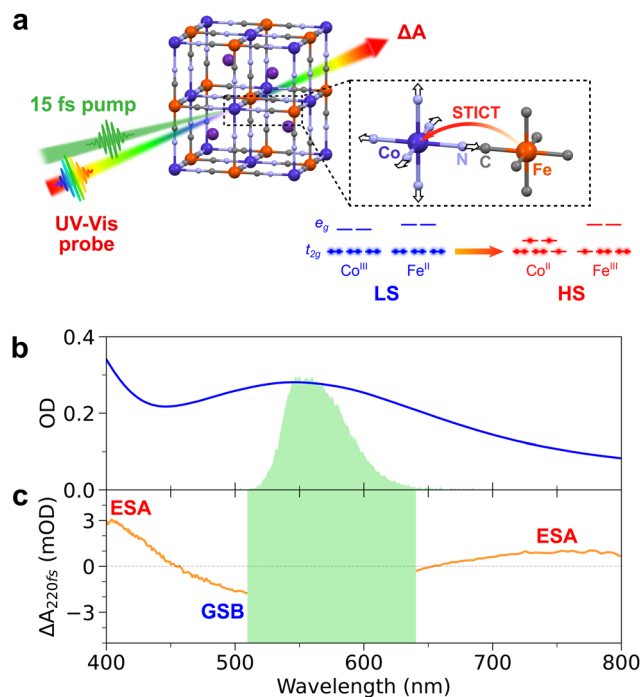 a
ΔA
15 fs pump
STICT
Co
N
C
Fe
UV-Vis
probe
e_g
t_2g
Co^III
Fe^II
Co^II
Fe^III
LS
HS
b
0.4
OD
0.2
0.0
c
ESA
ESA
3
ΔA_220fs (mOD)
0
GSB
−3
400
500
600
700
800
Wavelength (nm)